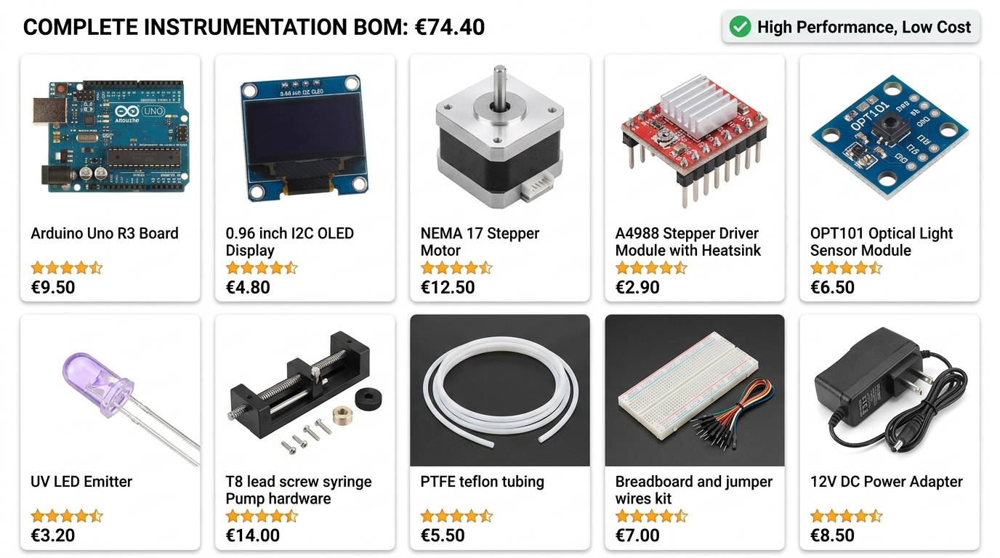 COMPLETE INSTRUMENTATION BOM: €74.40
High Performance, Low Cost
UNO
OPT101
Arduino Uno R3 Board
€9.50
0.96 inch I2C OLED
Display
€4.80
NEMA 17 Stepper
Motor
€12.50
A4988 Stepper Driver
Module with Heatsink
€2.90
OPT101 Optical Light
Sensor Module
€6.50
UV LED Emitter
€3.20
T8 lead screw syringe
Pump hardware
€14.00
PTFE teflon tubing
€5.50
Breadboard and jumper
wires kit
€7.00
12V DC Power Adapter
€8.50